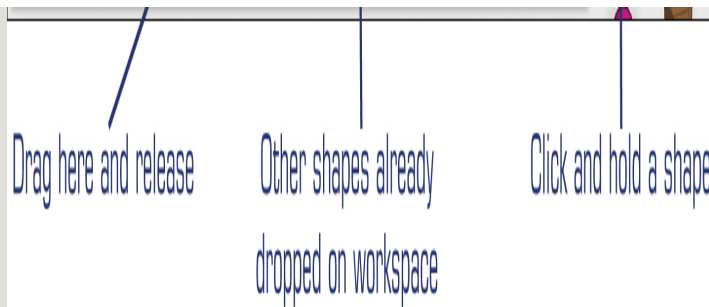 Drag here and release
Other shapes already
dropped on workspace
Click and hold a shape